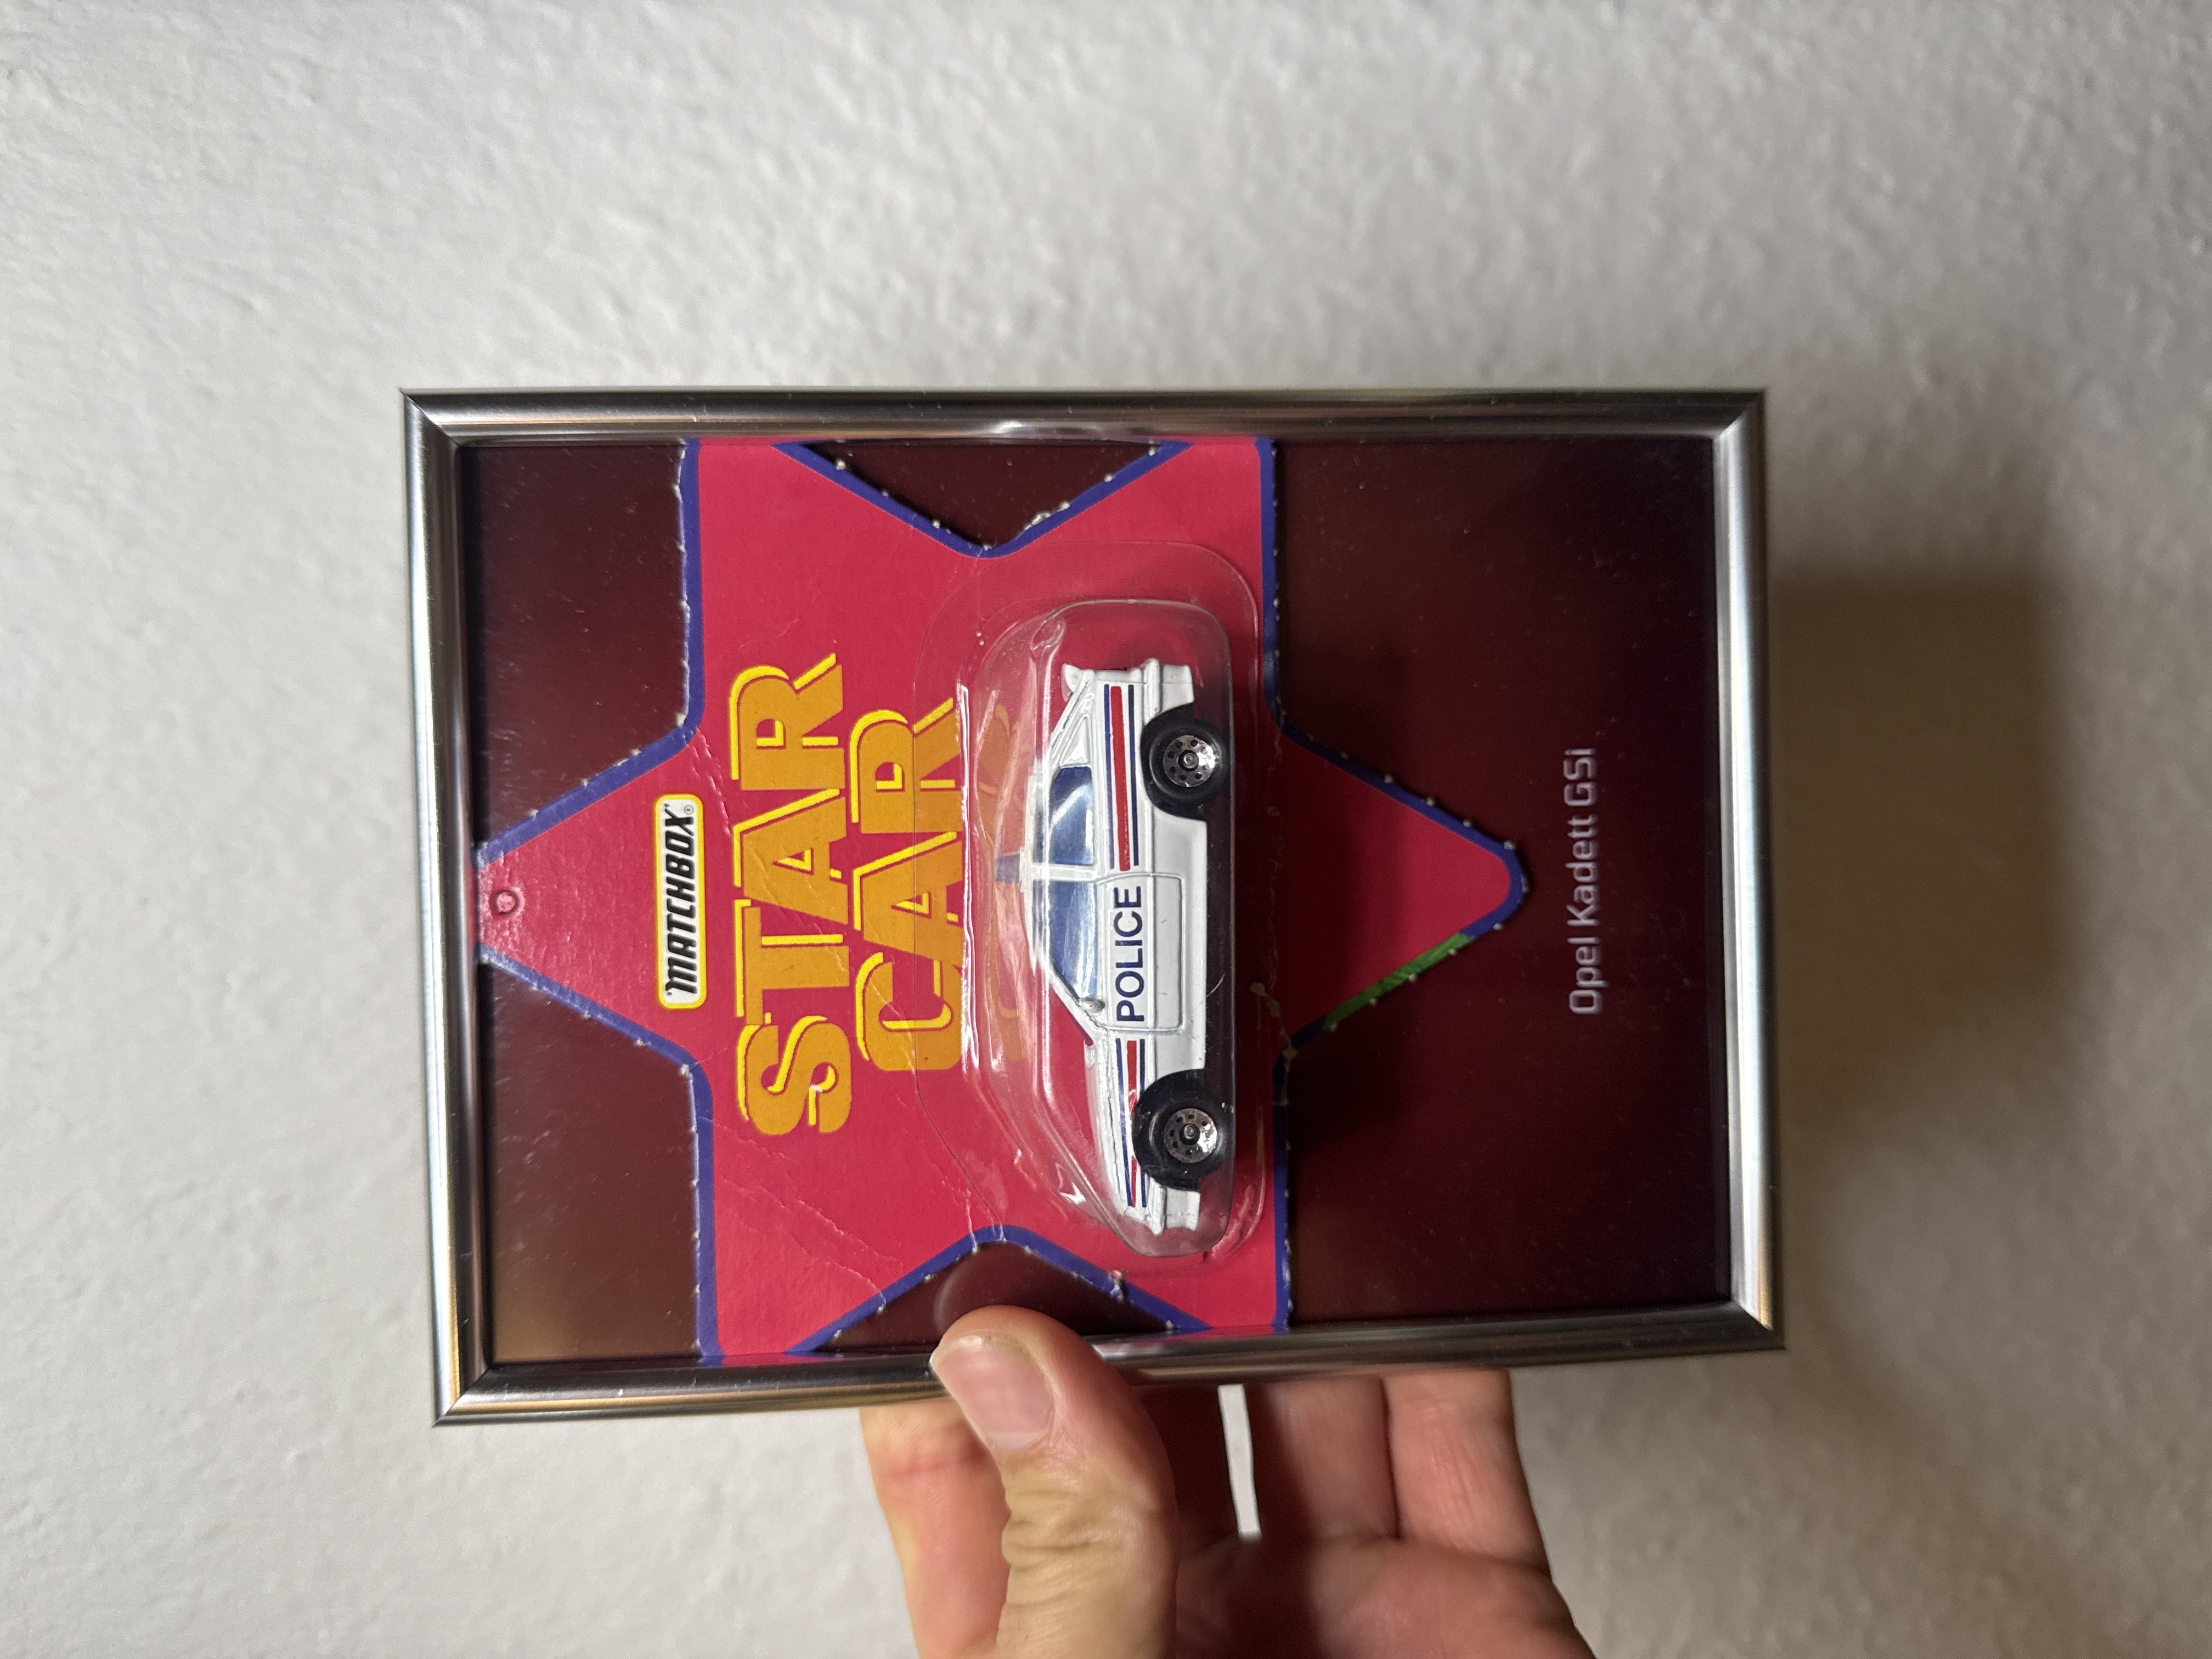 MATCHBOX®
STAR
CAR
POLICE
Opel Kadett GSi